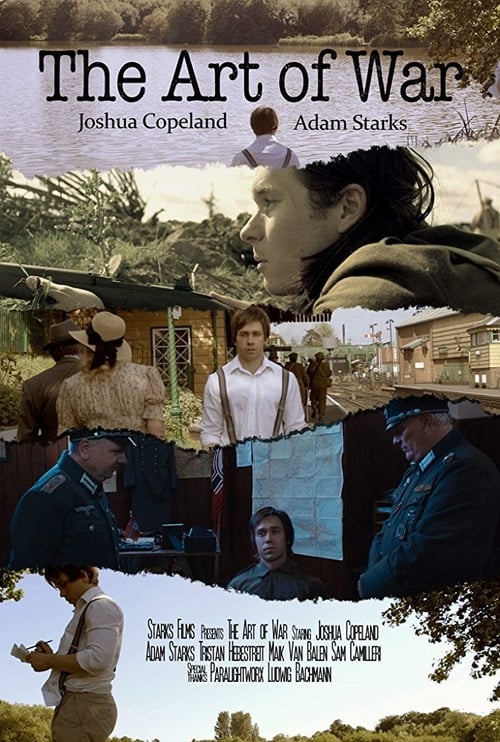 The Art of War
Joshua Copeland Adam Starks
STARKS FILMS PRESENTS THE ART OF WAR STARING JOSHUA COPELAND
ADAM STARKS TRISTAN HEBESTREIT MAIK VAN BALEN SAM CAMILLERI
SPECIAL THANKS PARALIGHTWORX LUDWIG BACHMANN